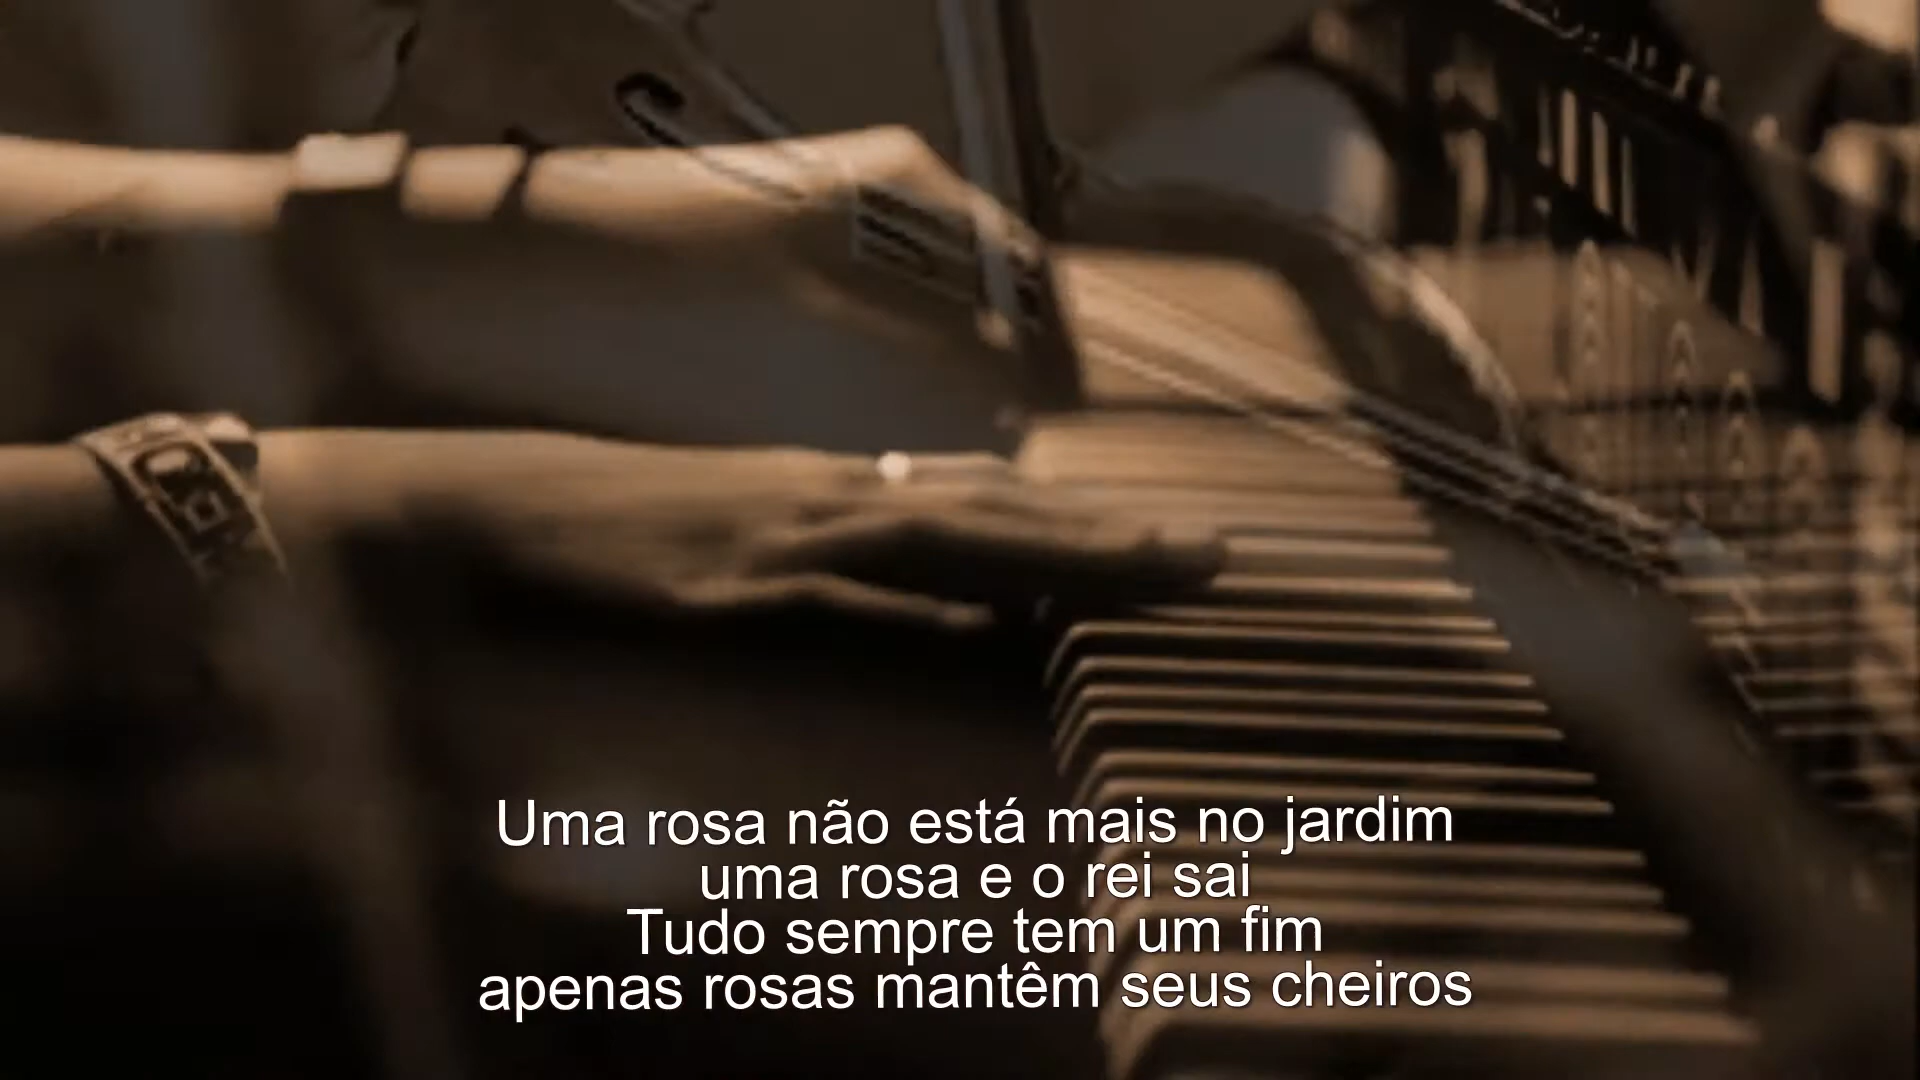 Uma rosa não está mais no jardim
uma rosa e o rei sai
Tudo sempre tem um fim
apenas rosas mantêm seus cheiros